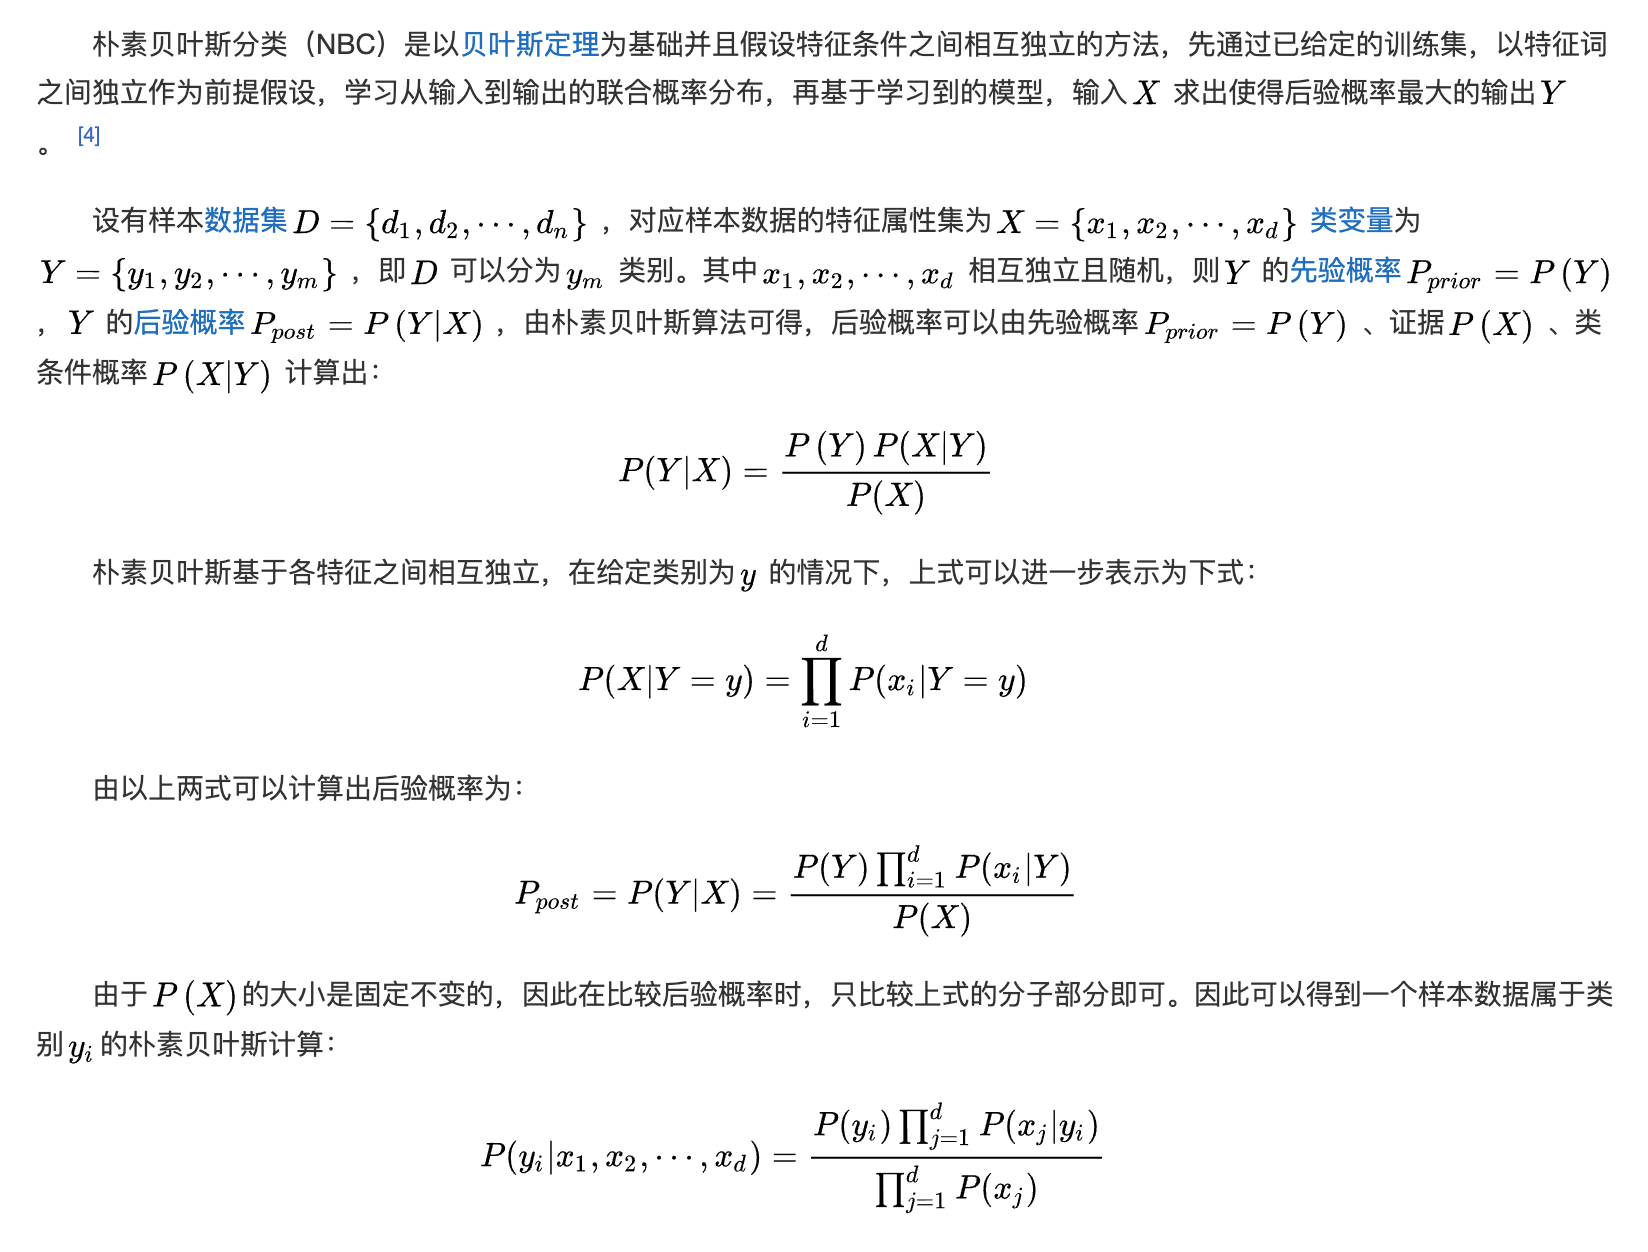 朴素贝叶斯分类（NBC）是以贝叶斯定理为基础并且假设特征条件之间相互独立的方法，先通过已给定的训练集，以特征词
之间独立作为前提假设，学习从输入到输出的联合概率分布，再基于学习到的模型，输入 $X$ 求出使得后验概率最大的输出 $Y$
。 [4]
设有样本数据集 $D = \{d_1, d_2, \cdots, d_n\}$ ，对应样本数据的特征属性集为 $X = \{x_1, x_2, \cdots, x_d\}$ 类变量为
$Y = \{y_1, y_2, \cdots, y_m\}$ ，即 $D$ 可以分为 $y_m$ 类别。其中 $x_1, x_2, \cdots, x_d$ 相互独立且随机，则 $Y$ 的先验概率 $P_{prior} = P(Y)$
， $Y$ 的后验概率 $P_{post} = P(Y|X)$ ，由朴素贝叶斯算法可得，后验概率可以由先验概率 $P_{prior} = P(Y)$ 、证据 $P(X)$ 、类
条件概率 $P(X|Y)$ 计算出：
$P(Y|X) = \frac{P(Y) P(X|Y)}{P(X)}$
朴素贝叶斯基于各特征之间相互独立，在给定类别为 $y$ 的情况下，上式可以进一步表示为下式：
$P(X|Y = y) = \prod_{i=1}^{d} P(x_i|Y = y)$
由以上两式可以计算出后验概率为：
$P_{post} = P(Y|X) = \frac{P(Y) \prod_{i=1}^{d} P(x_i|Y)}{P(X)}$
由于 $P(X)$ 的大小是固定不变的，因此在比较后验概率时，只比较上式的分子部分即可。因此可以得到一个样本数据属于类
别 $y_i$ 的朴素贝叶斯计算：
$P(y_i|x_1, x_2, \cdots, x_d) = \frac{P(y_i) \prod_{j=1}^{d} P(x_j|y_i)}{\prod_{j=1}^{d} P(x_j)}$